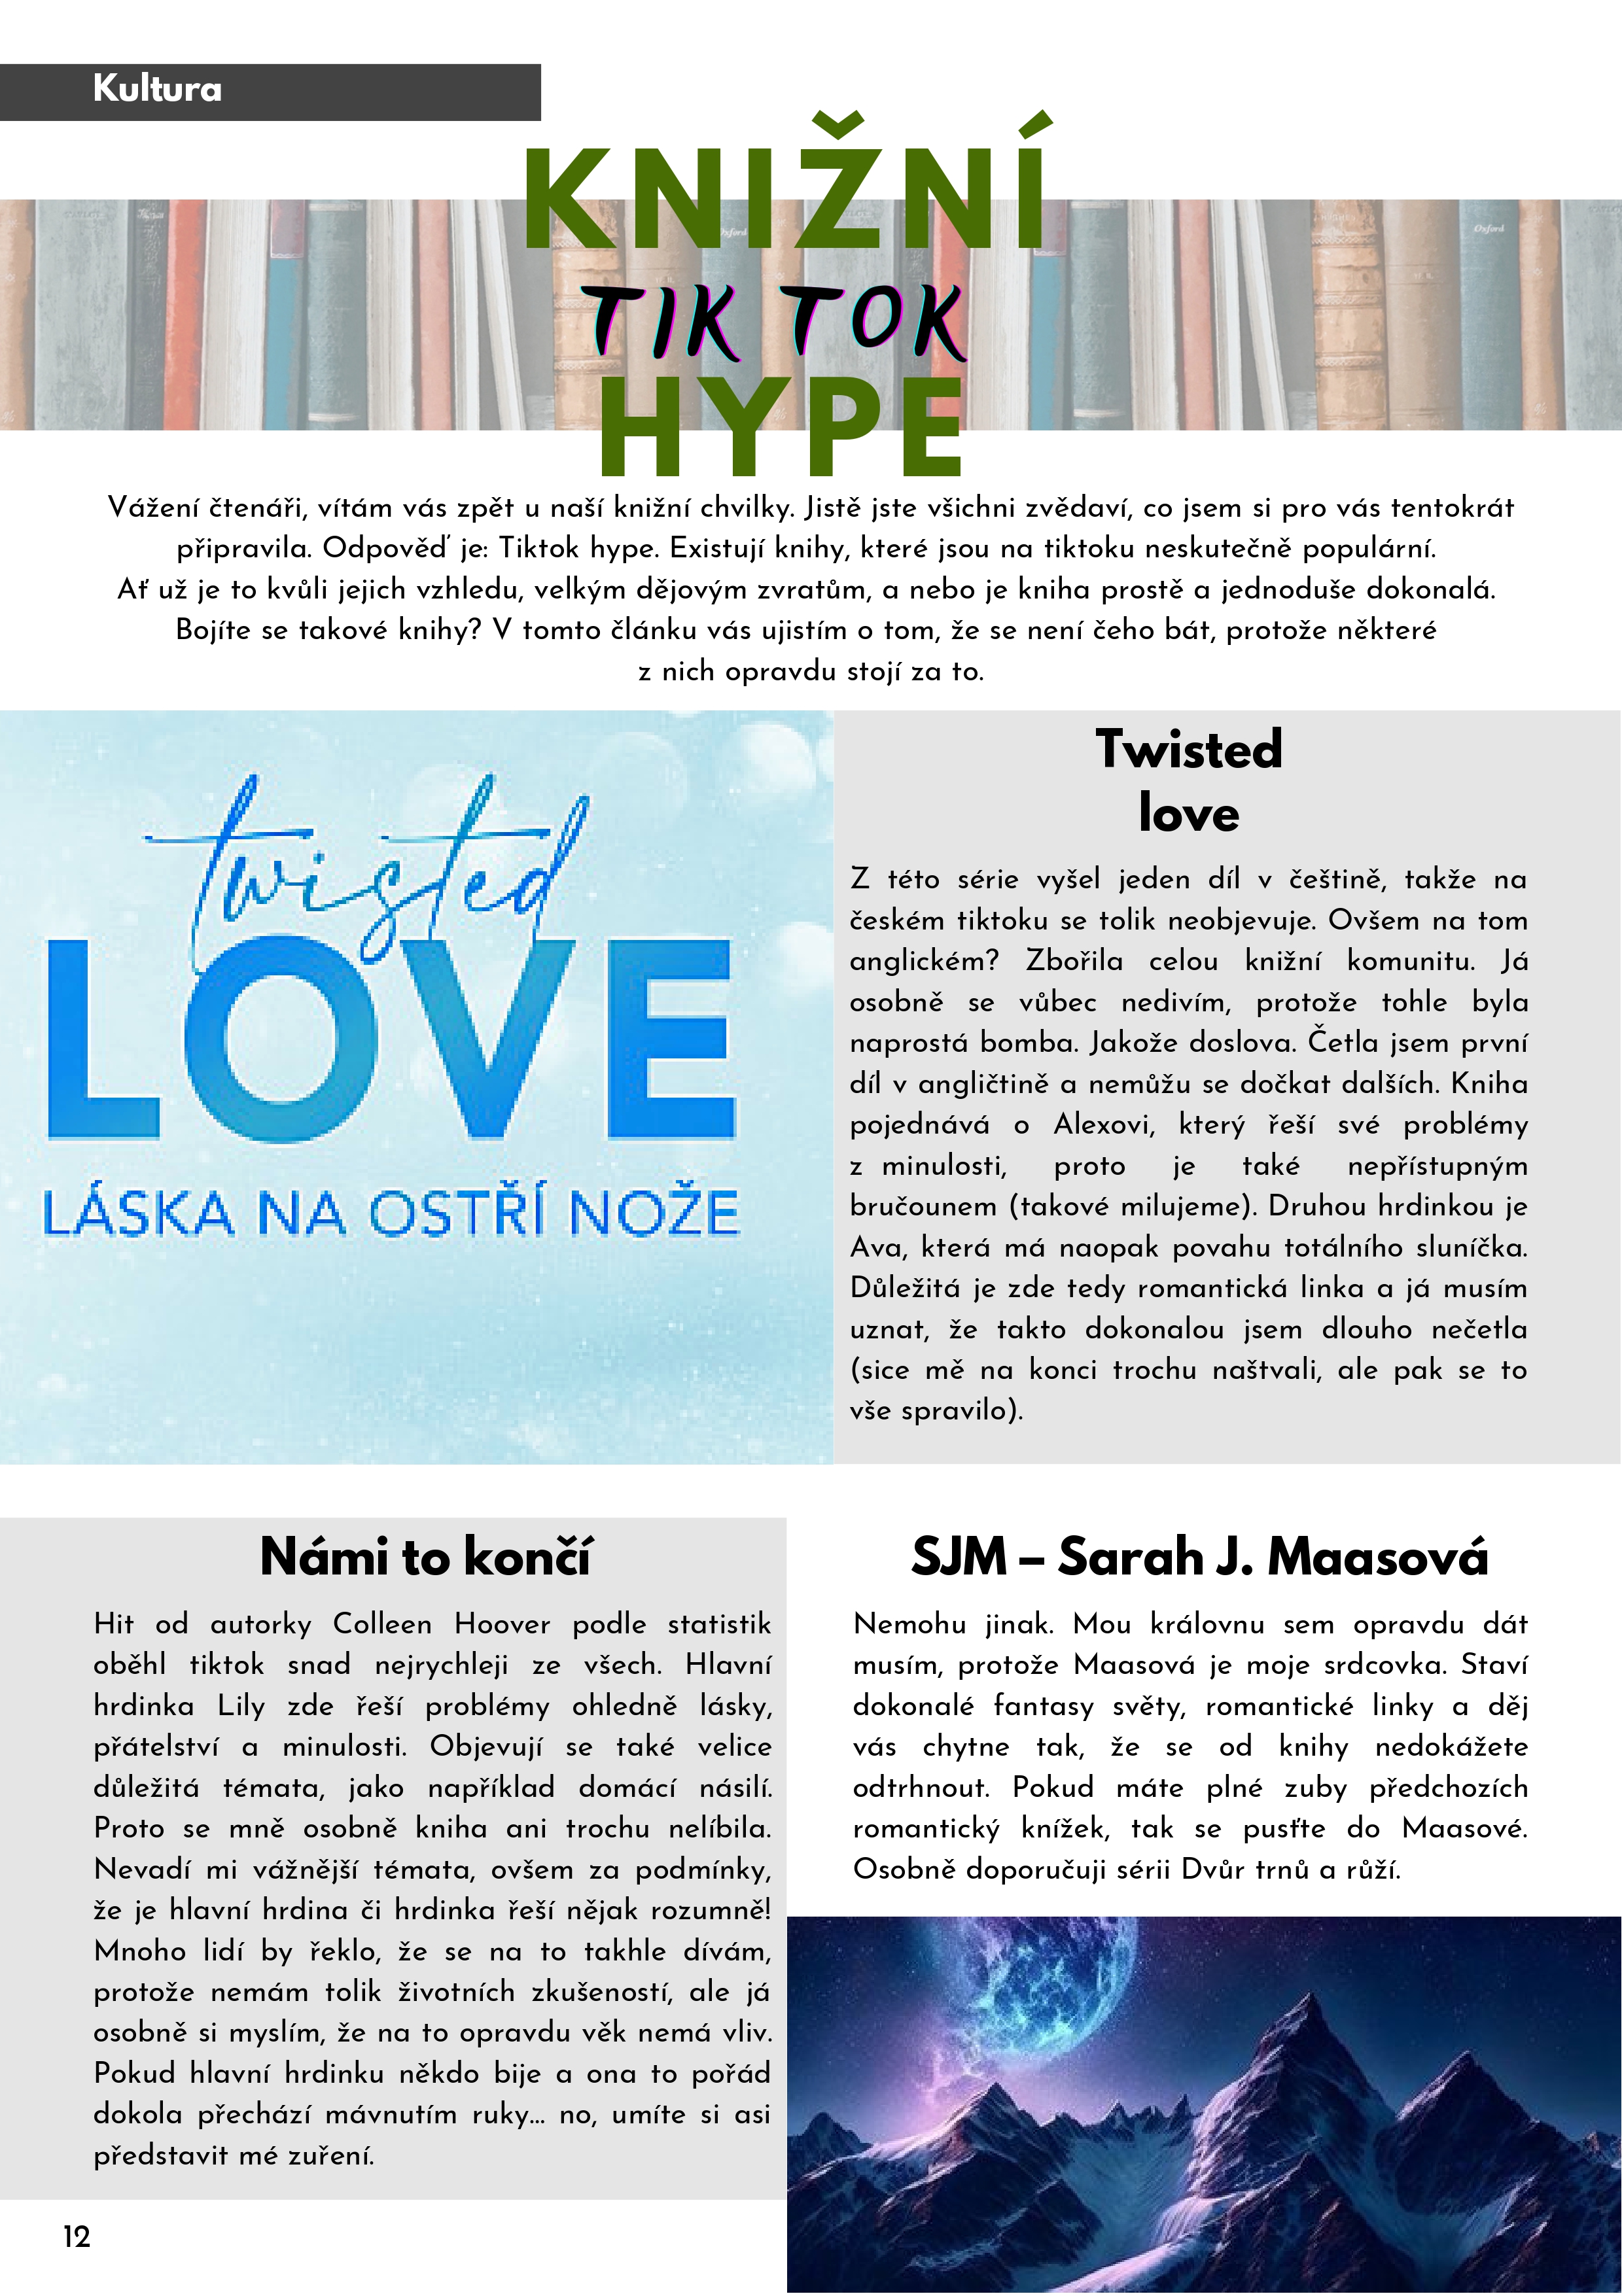 Kultura
KNIŽNÍ
TIK TOK
HYPE
Oxford
Oxford
Vážení čtenáři, vítám vás zpět u naší knižní chvilky. Jistě jste všichni zvědaví, co jsem si pro vás tentokrát
připravila. Odpověď je: Tiktok hype. Existují knihy, které jsou na tiktoku neskutečně populární.
Ať už je to kvůli jejich vzhledu, velkým dějovým zvratům, a nebo je kniha prostě a jednoduše dokonalá.
Bojíte se takové knihy? V tomto článku vás ujistím o tom, že se není čeho bát, protože některé
z nich opravdu stojí za to.
twisted
LOVE
LÁSKA NA OSTŘÍ NOŽE
Twisted
love
Z této série vyšel jeden díl v češtině, takže na
českém tiktoku se tolik neobjevuje. Ovšem na tom
anglickém? Zbořila celou knižní komunitu. Já
osobně se vůbec nedivím, protože tohle byla
naprostá bomba. Jakože doslova. Četla jsem první
díl v angličtině a nemůžu se dočkat dalších. Kniha
pojednává o Alexovi, který řeší své problémy
z minulosti, proto je také nepřístupným
bručounem (takové milujeme). Druhou hrdinkou je
Ava, která má naopak povahu totálního sluníčka.
Důležitá je zde tedy romantická linka a já musím
uznat, že takto dokonalou jsem dlouho nečetla
(sice mě na konci trochu naštvali, ale pak se to
vše spravilo).
Námi to končí
Hit od autorky Colleen Hoover podle statistik
oběhl tiktok snad nejrychleji ze všech. Hlavní
hrdinka Lily zde řeší problémy ohledně lásky,
přátelství a minulosti. Objevují se také velice
důležitá témata, jako například domácí násilí.
Proto se mně osobně kniha ani trochu nelíbila.
Nevadí mi vážnější témata, ovšem za podmínky,
že je hlavní hrdina či hrdinka řeší nějak rozumně!
Mnoho lidí by řeklo, že se na to takhle dívám,
protože nemám tolik životních zkušeností, ale já
osobně si myslím, že na to opravdu věk nemá vliv.
Pokud hlavní hrdinku někdo bije a ona to pořád
dokola přechází mávnutím ruky... no, umíte si asi
představit mé zuření.
SJM – Sarah J. Maasová
Nemohu jinak. Mou královnu sem opravdu dát
musím, protože Maasová je moje srdcovka. Staví
dokonalé fantasy světy, romantické linky a děj
vás chytne tak, že se od knihy nedokážete
odtrhnout. Pokud máte plné zuby předchozích
romantický knížek, tak se pusťte do Maasové.
Osobně doporučuji sérii Dvůr trnů a růží.
12